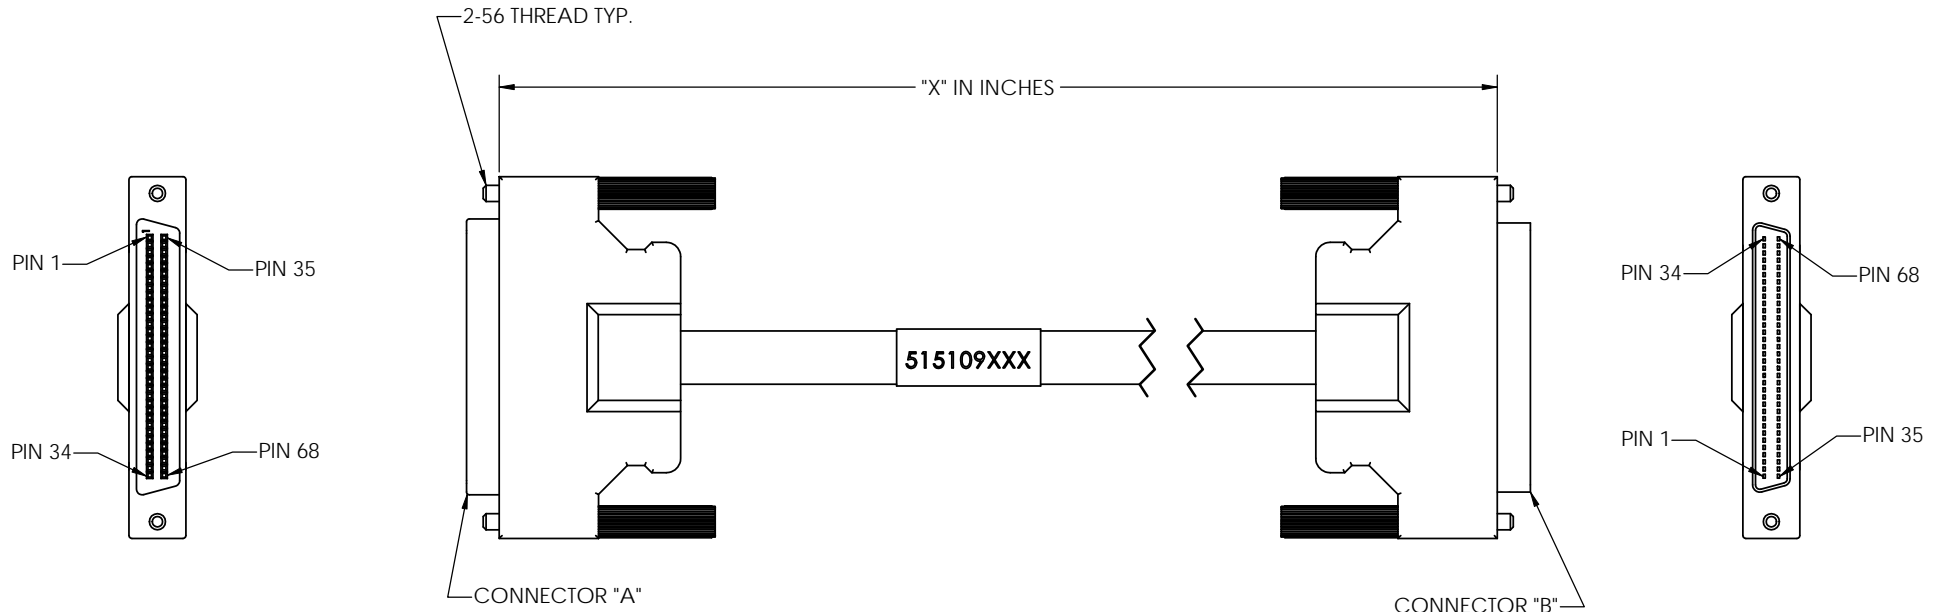 2-56 THREAD TYP.
"X" IN INCHES
1
PIN 1
PIN 35
PIN 34
PIN 68
515109XXX
PIN 34
PIN 68
PIN 1
PIN 35
CONNECTOR "A"
CONNECTOR "B"